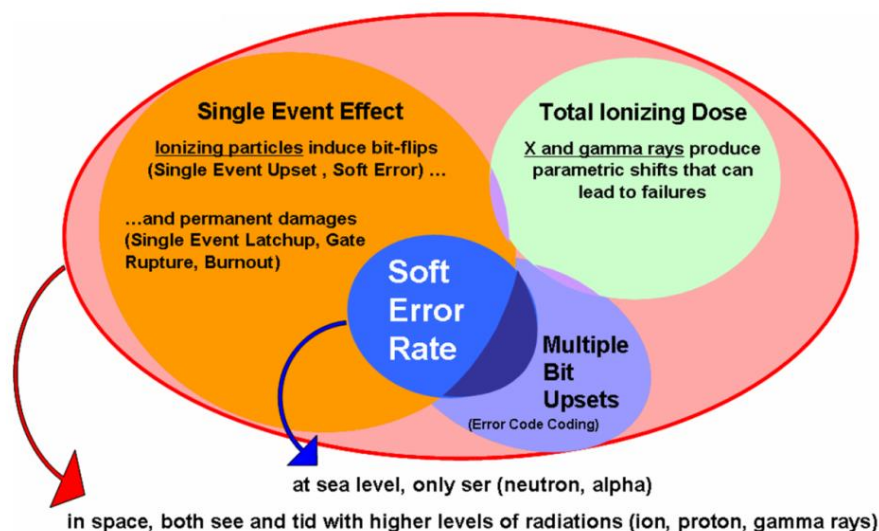 Single Event Effect
Ionizing particles induce bit-flips
(Single Event Upset , Soft Error) ...
...and permanent damages
(Single Event Latchup, Gate
Rupture, Burnout)
Total Ionizing Dose
X and gamma rays produce
parametric shifts that can
lead to failures
Soft
Error
Rate
Multiple
Bit
Upsets
(Error Code Coding)
at sea level, only ser (neutron, alpha)
in space, both see and tid with higher levels of radiations (ion, proton, gamma rays)